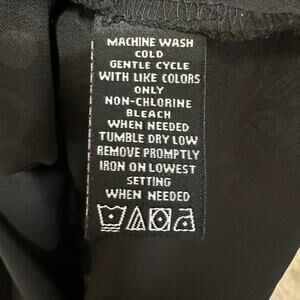 MACHINE WASH
COLD
GENTLE CYCLE
WITH LIKE COLORS
ONLY
NON-CHLORINE
BLEACH
WHEN NEEDED
TUMBLE DRY LOW
REMOVE PROMPTLY
IRON ON LOWEST
SETTING
WHEN NEEDED